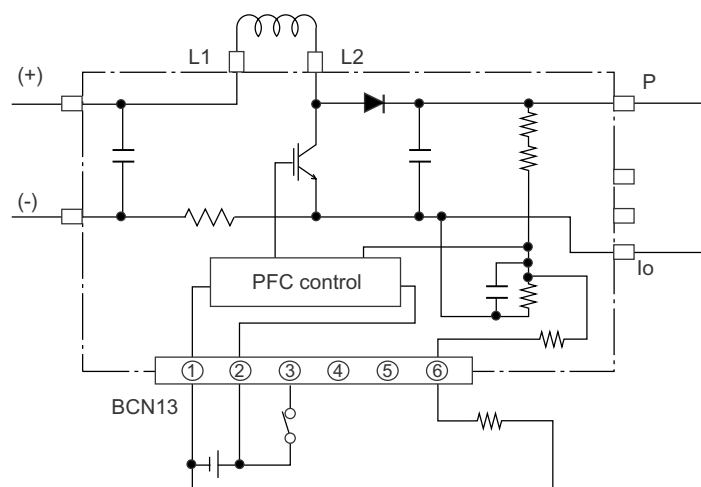 L1 L2
(+)
P
(-)
Io
PFC control
1 2 3 4 5 6
BCN13